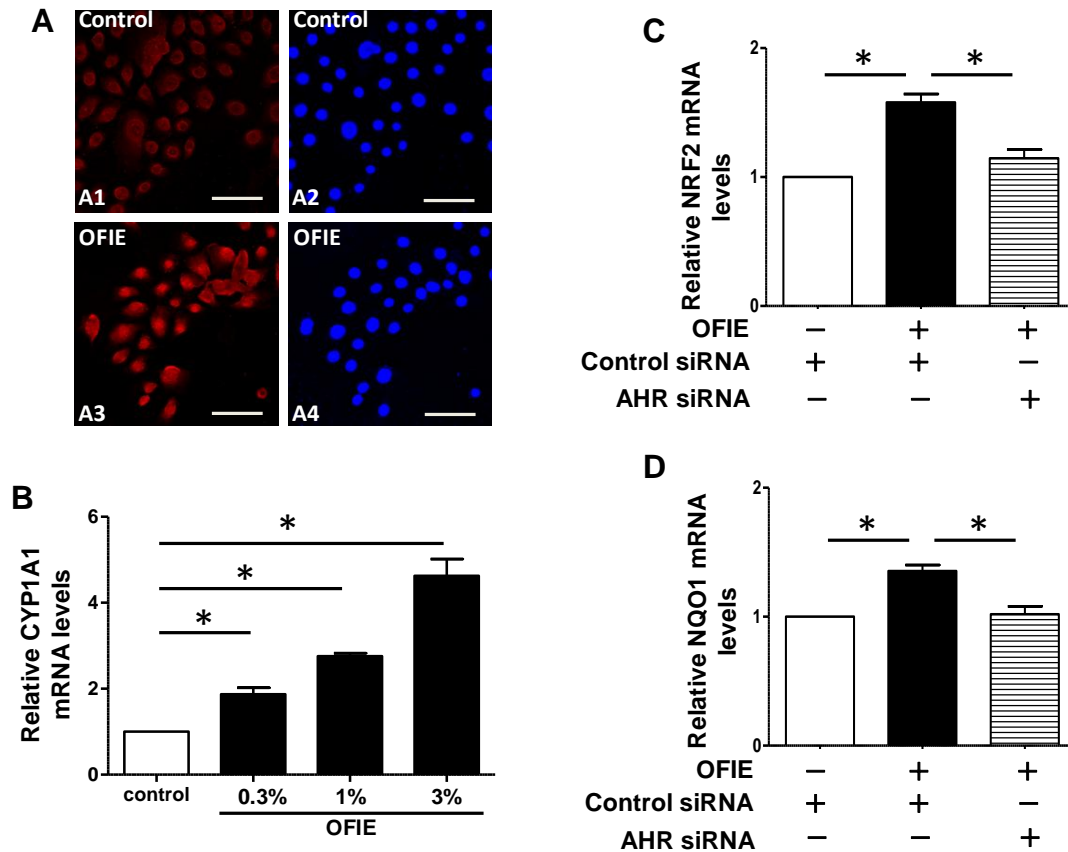 A
Control
Control
A1
A2
OFIE
OFIE
A3
A4
B
Relative CYP1A1
mRNA levels
6
4
2
0
*
*
*
control
0.3%
1%
3%
OFIE
C
Relative NRF2 mRNA
levels
2
1
0
*
*
OFIE – + +
Control siRNA + + –
AHR siRNA – – +
D
Relative NQO1 mRNA
levels
2
1
0
*
*
OFIE – + +
Control siRNA + + –
AHR siRNA – – +